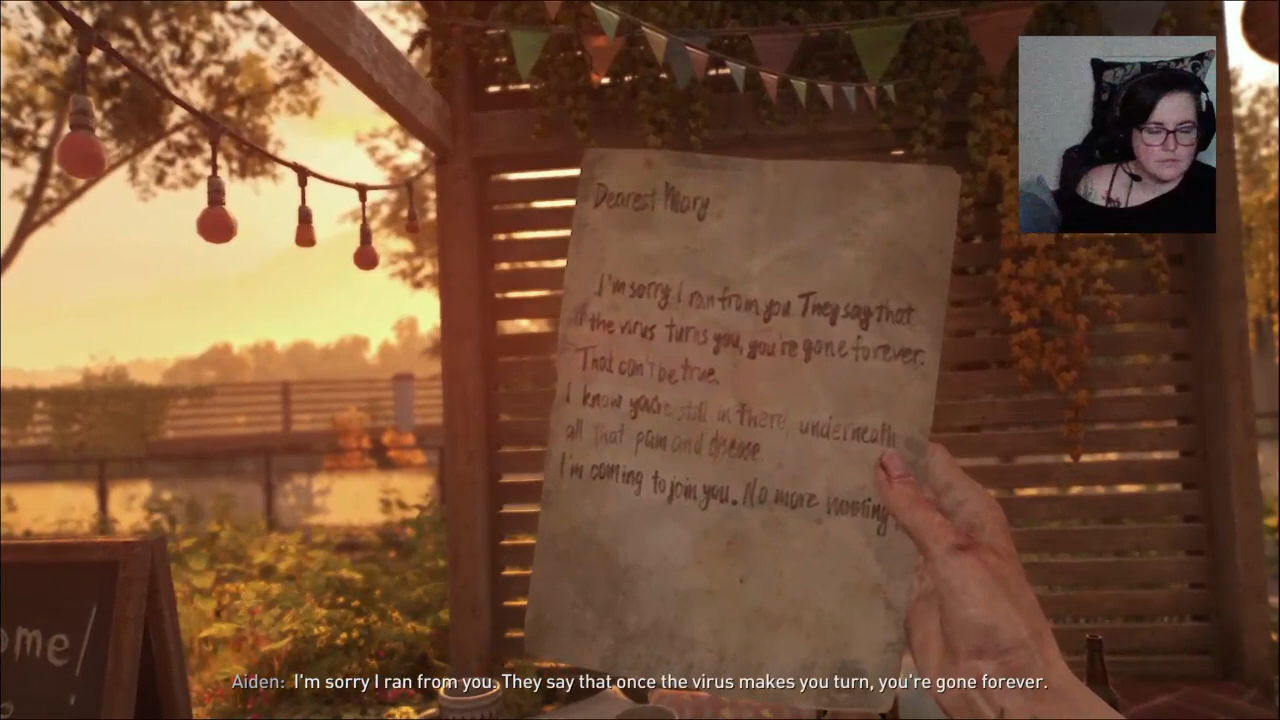 Dearest Mary
I'm sorry I ran from you. They say that
if the virus turns you, you're gone forever.
That can't be true.
I know you're still in there, underneath
all that pain and disease
I'm coming to join you. No more running
ome!
Aiden: I'm sorry I ran from you. They say that once the virus makes you turn, you're gone forever.